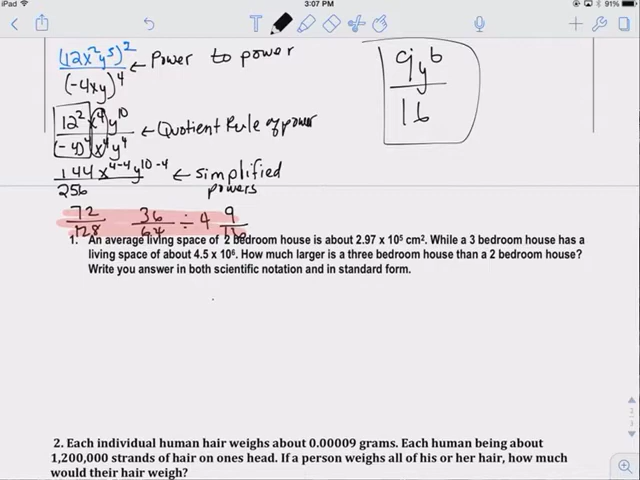 iPad
3:07 PM
91%
T
(12x²y⁵)²
(-4xy)⁴
← Power to power
9y⁶
16
12² x⁴ y¹⁰
(-4)⁴ x⁴ y⁴
← Quotient Rule of power
144 x⁴⁻⁴ y¹⁰⁻⁴
256
← simplified
powers
72 36 ÷ 4 9
128 64 16
1. An average living space of 2 bedroom house is about 2.97 x 10⁵ cm². While a 3 bedroom house has a
living space of about 4.5 x 10⁶. How much larger is a three bedroom house than a 2 bedroom house?
Write you answer in both scientific notation and in standard form.
2. Each individual human hair weighs about 0.00009 grams. Each human being about
1,200,000 strands of hair on ones head. If a person weighs all of his or her hair, how much
would their hair weigh?
2
3